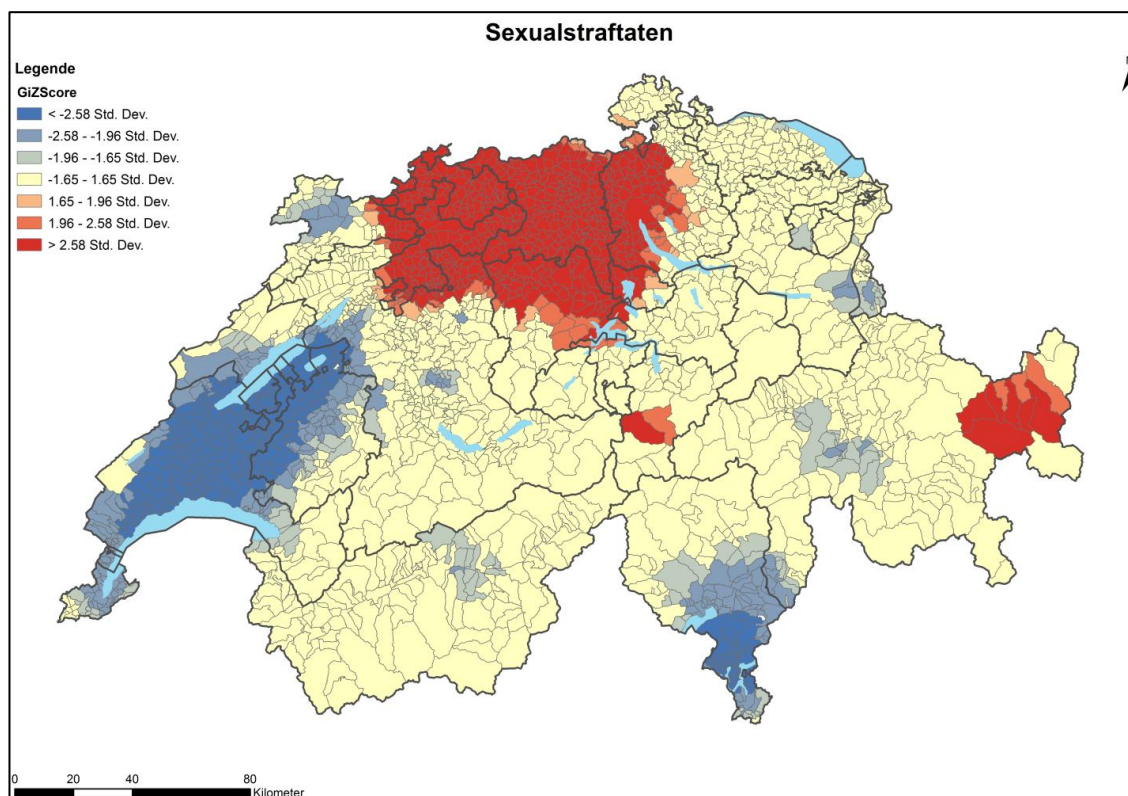 Sexualstraftaten
Legende
GiZScore
< -2.58 Std. Dev.
-2.58 - -1.96 Std. Dev.
-1.96 - -1.65 Std. Dev.
-1.65 - 1.65 Std. Dev.
1.65 - 1.96 Std. Dev.
1.96 - 2.58 Std. Dev.
> 2.58 Std. Dev.
0 20 40 80
Kilometer